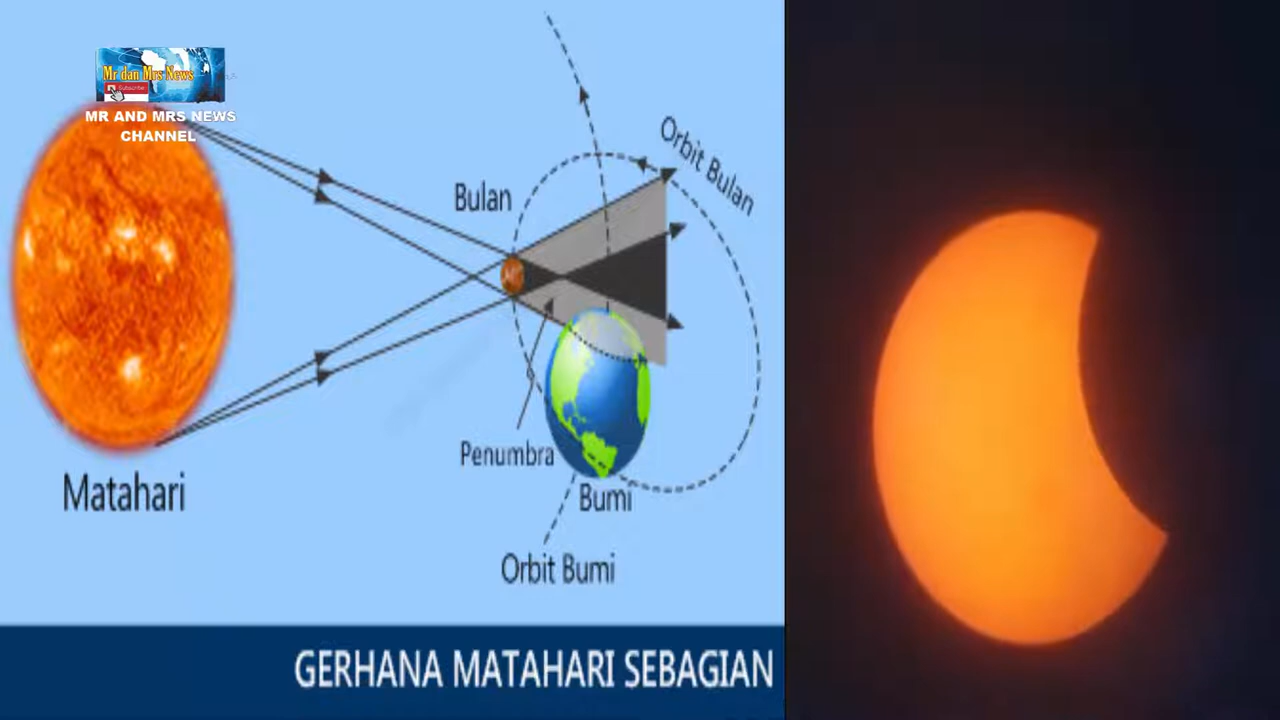 Mr dan Mrs News
Subscribe
MR AND MRS NEWS
CHANNEL
Orbit Bulan
Bulan
Penumbra
Matahari
Bumi
Orbit Bumi
GERHANA MATAHARI SEBAGIAN